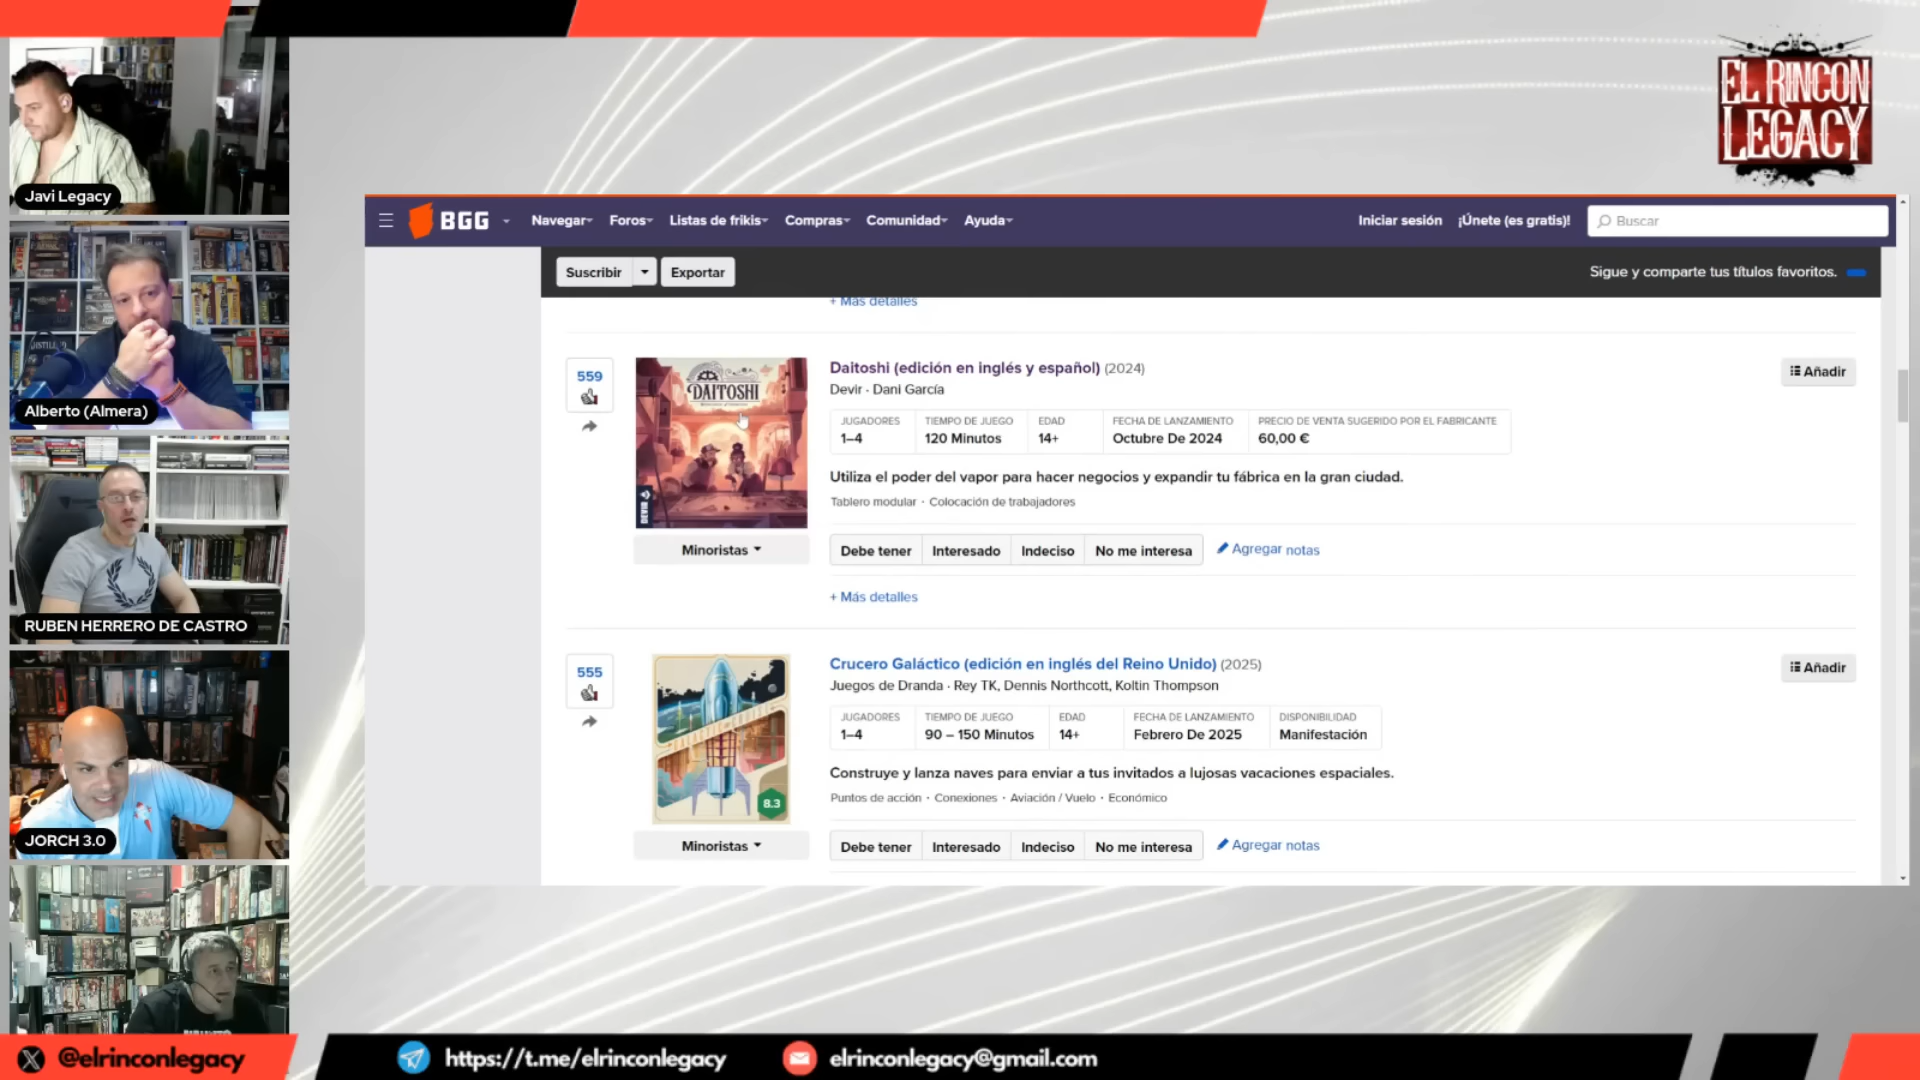 EL RINCON
LEGACY
Javi Legacy
Alberto (Almera)
RUBEN HERRERO DE CASTRO
JORCH 3.0
BGG
Navegar
Foros
Listas de frikis
Compras
Comunidad
Ayuda
Iniciar sesión
¡Únete (es gratis)!
Buscar
Suscribir
Exportar
Sigue y comparte tus títulos favoritos.
+ Más detalles
559
DAITOSHI
DEVIR
Daitoshi (edición en inglés y español) (2024)
Devir · Dani García
Añadir
JUGADORES
1–4
TIEMPO DE JUEGO
120 Minutos
EDAD
14+
FECHA DE LANZAMIENTO
Octubre De 2024
PRECIO DE VENTA SUGERIDO POR EL FABRICANTE
60,00 €
Utiliza el poder del vapor para hacer negocios y expandir tu fábrica en la gran ciudad.
Tablero modular · Colocación de trabajadores
Minoristas
Debe tener
Interesado
Indeciso
No me interesa
Agregar notas
+ Más detalles
555
8.3
Crucero Galáctico (edición en inglés del Reino Unido) (2025)
Juegos de Dranda · Rey TK, Dennis Northcott, Koltin Thompson
Añadir
JUGADORES
1–4
TIEMPO DE JUEGO
90 – 150 Minutos
EDAD
14+
FECHA DE LANZAMIENTO
Febrero De 2025
DISPONIBILIDAD
Manifestación
Construye y lanza naves para enviar a tus invitados a lujosas vacaciones espaciales.
Puntos de acción · Conexiones · Aviación / Vuelo · Económico
Minoristas
Debe tener
Interesado
Indeciso
No me interesa
Agregar notas
@elrinconlegacy
https://t.me/elrinconlegacy
elrinconlegacy@gmail.com